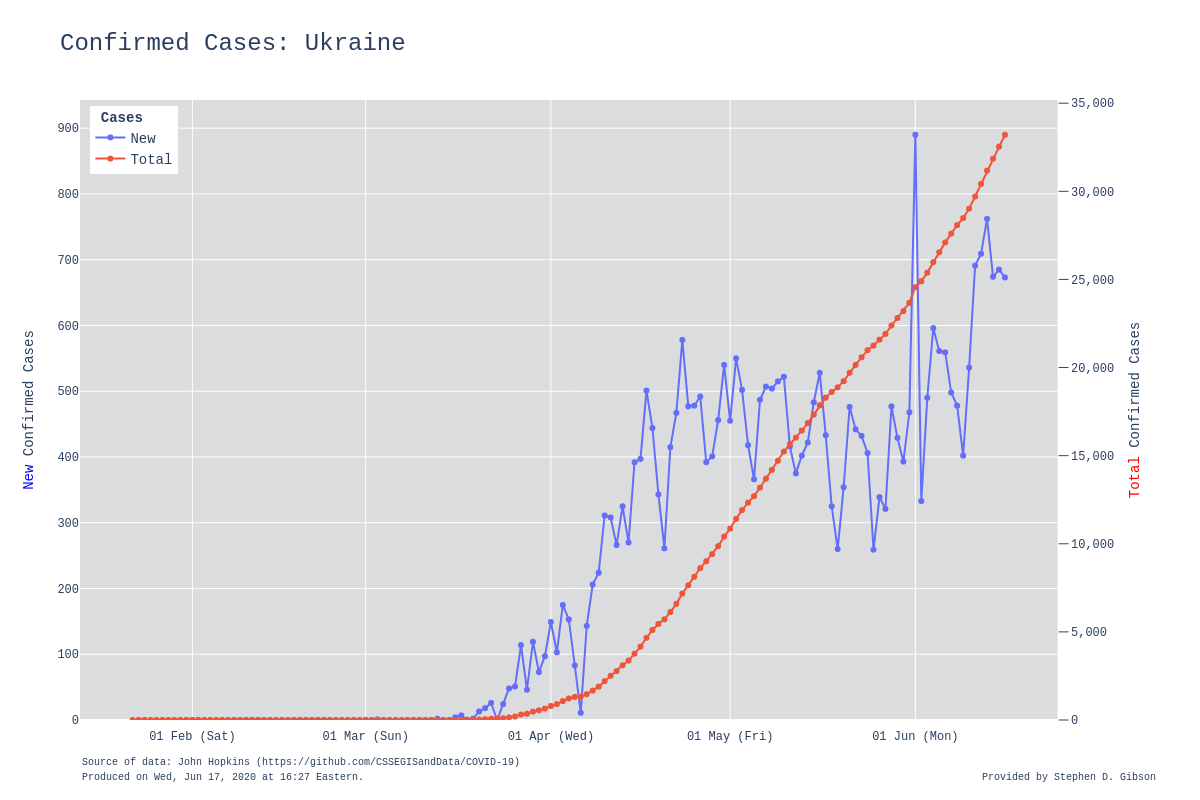 Confirmed Cases: Ukraine
Cases
New
Total
900
800
700
600
500
400
300
200
100
0
New Confirmed Cases
35,000
30,000
25,000
20,000
15,000
10,000
5,000
0
Total Confirmed Cases
01 Feb (Sat)
01 Mar (Sun)
01 Apr (Wed)
01 May (Fri)
01 Jun (Mon)
Source of data: John Hopkins (https://github.com/CSSEGISandData/COVID-19)
Produced on Wed, Jun 17, 2020 at 16:27 Eastern.
Provided by Stephen D. Gibson